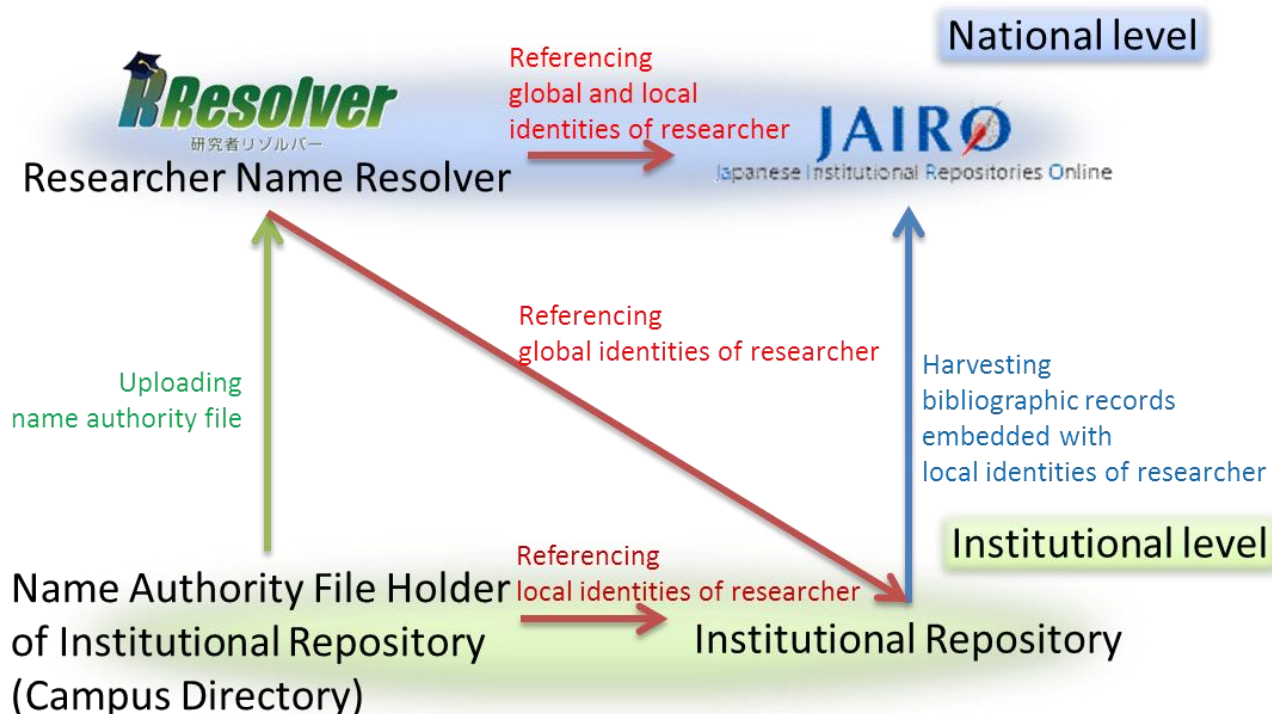 National level
RResolver
研究者リゾルバー
Researcher Name Resolver
Referencing
global and local
identities of researcher
JAIRO
Japanese Institutional Repositories Online
Uploading
name authority file
Referencing
global identities of researcher
Harvesting
bibliographic records
embedded with
local identities of researcher
Institutional level
Name Authority File Holder
of Institutional Repository
(Campus Directory)
Referencing
local identities of researcher
Institutional Repository